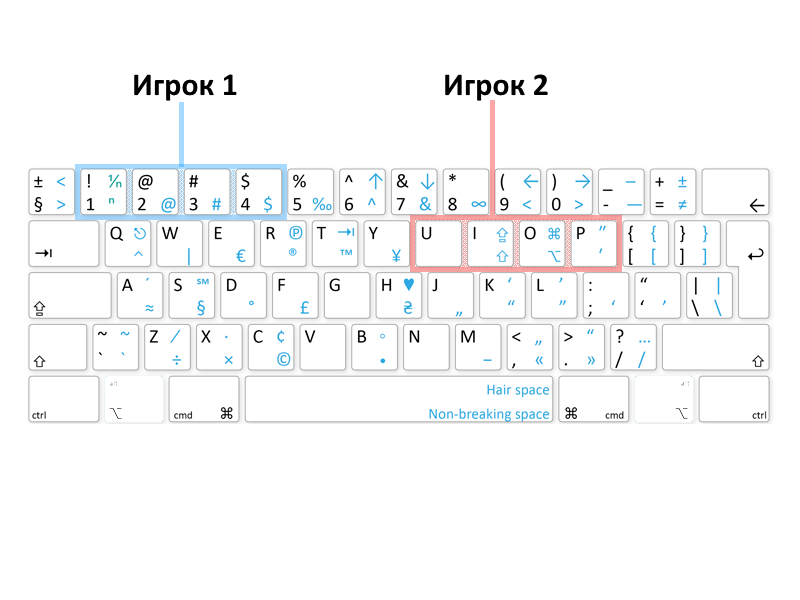 Игрок 1 Игрок 2
± < ! ⅟n @ # $ % ^ ↑ & ↓ * ( ← ) → _ – + ±
§ > 1 ⁿ 2 @ 3 # 4 $ 5 ‰ 6 ^ 7 & 8 ∞ 9 < 0 > - — = ≠ ←
Q ⎋ W E R ℗ T ⇥ Y U I ⇪ O ⌘ P ” { { } }
⇥ ^ | € ® ™ ¥ ⇧ ⌥ ’ [ [ ] ] ↩
A ´ S ℠ D F G H ♥ J K ‘ L ’ : “ | |
⇪ ≈ § ° £ ₴ „ “ ” ; ‘ ‘ ’ \ \
~ ~ Z ⁄ X · C ¢ V B ◦ N M < „ > “ ? …
⇧ ` ` ÷ × © • − , « . » / / ⇧
Hair space
ctrl ⌥ cmd ⌘ Non-breaking space ⌘ cmd ⌥ ctrl